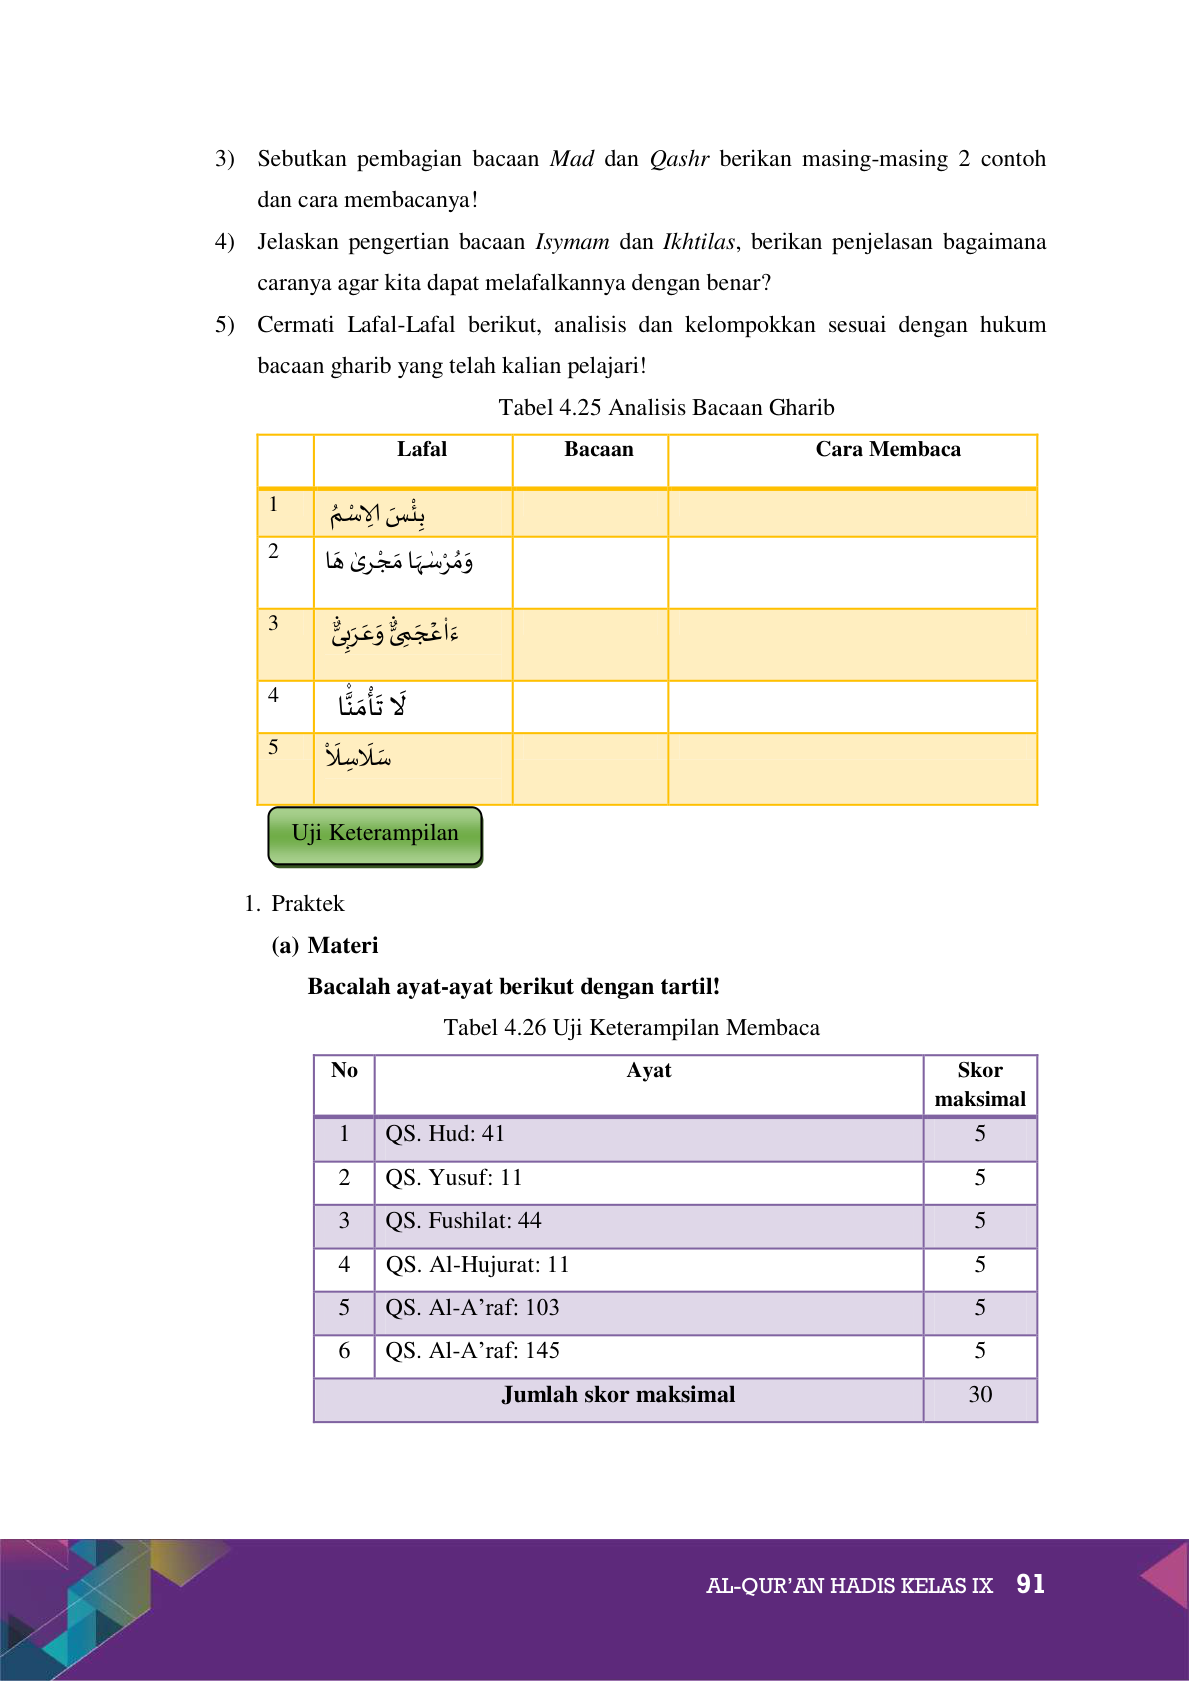 3) Sebutkan pembagian bacaan Mad dan Qashr berikan masing-masing 2 contoh
dan cara membacanya!
4) Jelaskan pengertian bacaan Isymam dan Ikhtilas, berikan penjelasan bagaimana
caranya agar kita dapat melafalkannya dengan benar?
5) Cermati Lafal-Lafal berikut, analisis dan kelompokkan sesuai dengan hukum
bacaan gharib yang telah kalian pelajari!
Tabel 4.25 Analisis Bacaan Gharib
Lafal Bacaan Cara Membaca
1 بِئْسَ الِاسْمُ
2 وَمُرْسٰىهَا مَجْرٰى هَا
3 ءَاَ۬عْجَمِيٌّ وَعَرَبِيٌّ
4 لَا تَأْمَنَّا
5 سَلَاسِلَا۟
Uji Keterampilan
1. Praktek
(a) Materi
Bacalah ayat-ayat berikut dengan tartil!
Tabel 4.26 Uji Keterampilan Membaca
No Ayat Skor
maksimal
1 QS. Hud: 41 5
2 QS. Yusuf: 11 5
3 QS. Fushilat: 44 5
4 QS. Al-Hujurat: 11 5
5 QS. Al-A’raf: 103 5
6 QS. Al-A’raf: 145 5
Jumlah skor maksimal 30
AL-QUR’AN HADIS KELAS IX 91